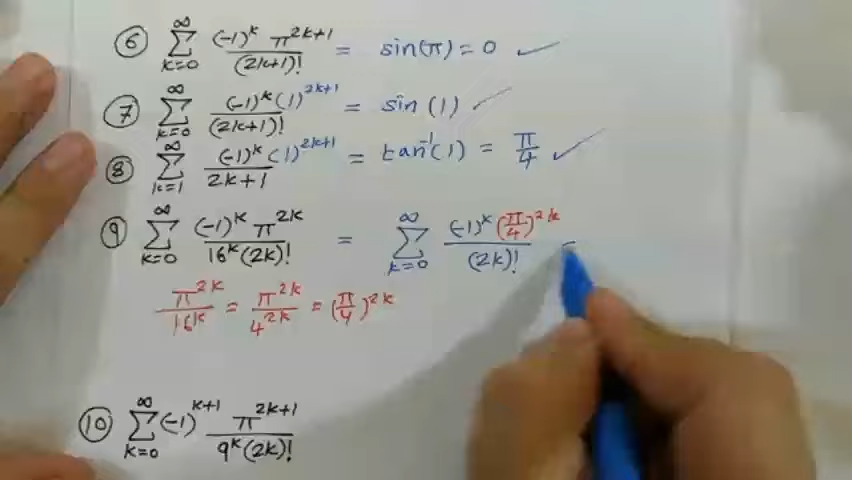 ⑥ ∞∑k=0 (-1)^k π^(2k+1) / (2k+1)! = sin(π) = 0 ✓
⑦ ∞∑k=0 (-1)^k (1)^(2k+1) / (2k+1)! = sin (1) ✓
⑧ ∞∑k=1 (-1)^k (1)^(2k+1) / 2k+1 = tan⁻¹(1) = π/4 ✓
⑨ ∞∑k=0 (-1)^k π^(2k) / 16^k (2k)! = ∞∑k=0 (-1)^k (π/4)^(2k) / (2k)!
π^(2k) / 16^k = π^(2k) / 4^(2k) = (π/4)^(2k)
⑩ ∞∑k=0 (-1)^(k+1) π^(2k+1) / 9^k (2k)!